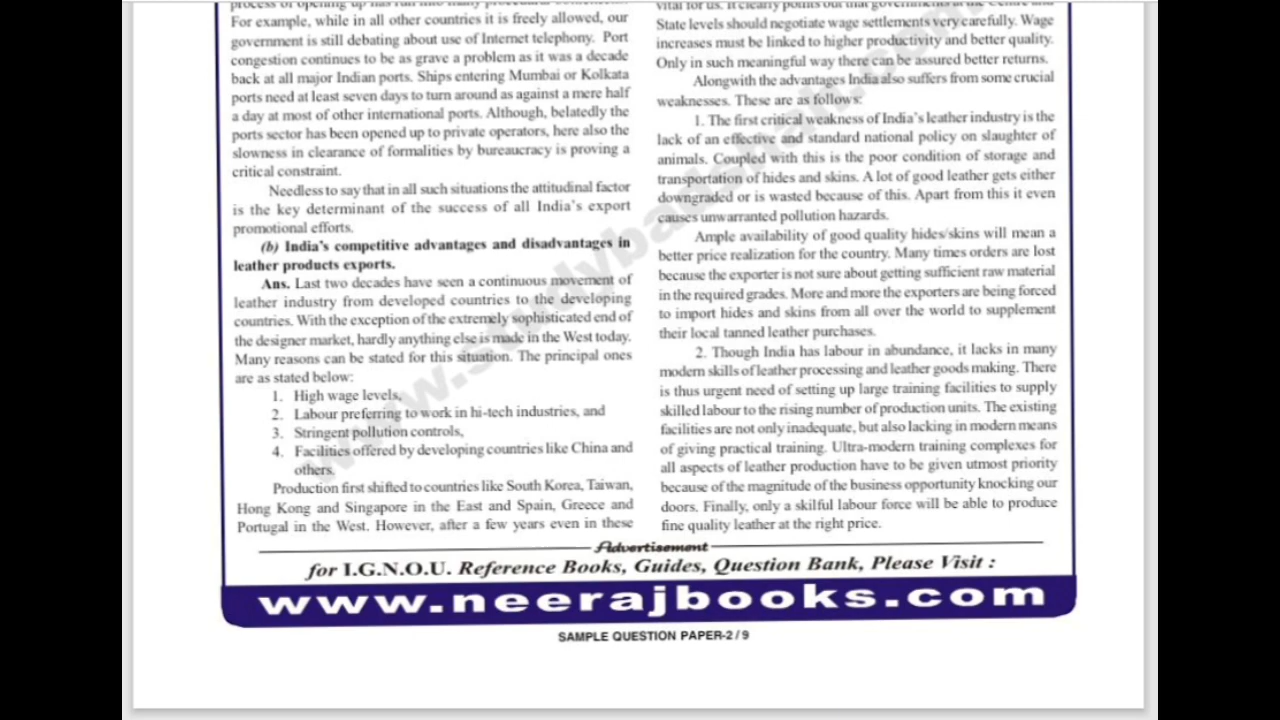 process of opening up has run into many procedural
For example, while in all other countries it is freely allowed, our
government is still debating about use of Internet telephony. Port
congestion continues to be as grave a problem as it was a decade
back at all major Indian ports. Ships entering Mumbai or Kolkata
ports need at least seven days to turn around as against a mere half
a day at most of other international ports. Although, belatedly the
ports sector has been opened up to private operators, here also the
slowness in clearance of formalities by bureaucracy is proving a
critical constraint.
Needless to say that in all such situations the attitudinal factor
is the key determinant of the success of all India's export
promotional efforts.
(b) India's competitive advantages and disadvantages in
leather products exports.
Ans. Last two decades have seen a continuous movement of
leather industry from developed countries to the developing
countries. With the exception of the extremely sophisticated end of
the designer market, hardly anything else is made in the West today.
Many reasons can be stated for this situation. The principal ones
are as stated below:
1. High wage levels,
2. Labour preferring to work in hi-tech industries, and
3. Stringent pollution controls,
4. Facilities offered by developing countries like China and
others.
Production first shifted to countries like South Korea, Taiwan,
Hong Kong and Singapore in the East and Spain, Greece and
Portugal in the West. However, after a few years even in these
vital for us. It clearly points out that government at the Centre and
State levels should negotiate wage settlements very carefully. Wage
increases must be linked to higher productivity and better quality.
Only in such meaningful way there can be assured better returns.
Alongwith the advantages India also suffers from some crucial
weaknesses. These are as follows:
1. The first critical weakness of India's leather industry is the
lack of an effective and standard national policy on slaughter of
animals. Coupled with this is the poor condition of storage and
transportation of hides and skins. A lot of good leather gets either
downgraded or is wasted because of this. Apart from this it even
causes unwarranted pollution hazards.
Ample availability of good quality hides/skins will mean a
better price realization for the country. Many times orders are lost
because the exporter is not sure about getting sufficient raw material
in the required grades. More and more the exporters are being forced
to import hides and skins from all over the world to supplement
their local tanned leather purchases.
2. Though India has labour in abundance, it lacks in many
modern skills of leather processing and leather goods making. There
is thus urgent need of setting up large training facilities to supply
skilled labour to the rising number of production units. The existing
facilities are not only inadequate, but also lacking in modern means
of giving practical training. Ultra-modern training complexes for
all aspects of leather production have to be given utmost priority
because of the magnitude of the business opportunity knocking our
doors. Finally, only a skilful labour force will be able to produce
fine quality leather at the right price.
www.studybadshah.com
Advertisement
for I.G.N.O.U. Reference Books, Guides, Question Bank, Please Visit :
www.neerajbooks.com
SAMPLE QUESTION PAPER-2 / 9